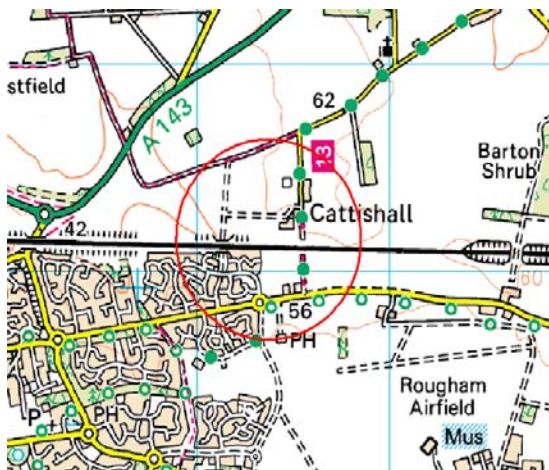 62
stfield
A 143
13
Barton
Shrub
Cattishall
42
60
56
PH
Rougham
Airfield
P
PH
Mus